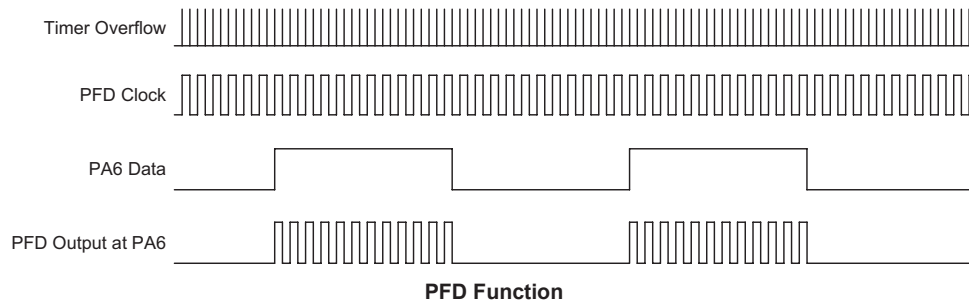 Timer Overflow
PFD Clock
PA6 Data
PFD Output at PA6
PFD Function